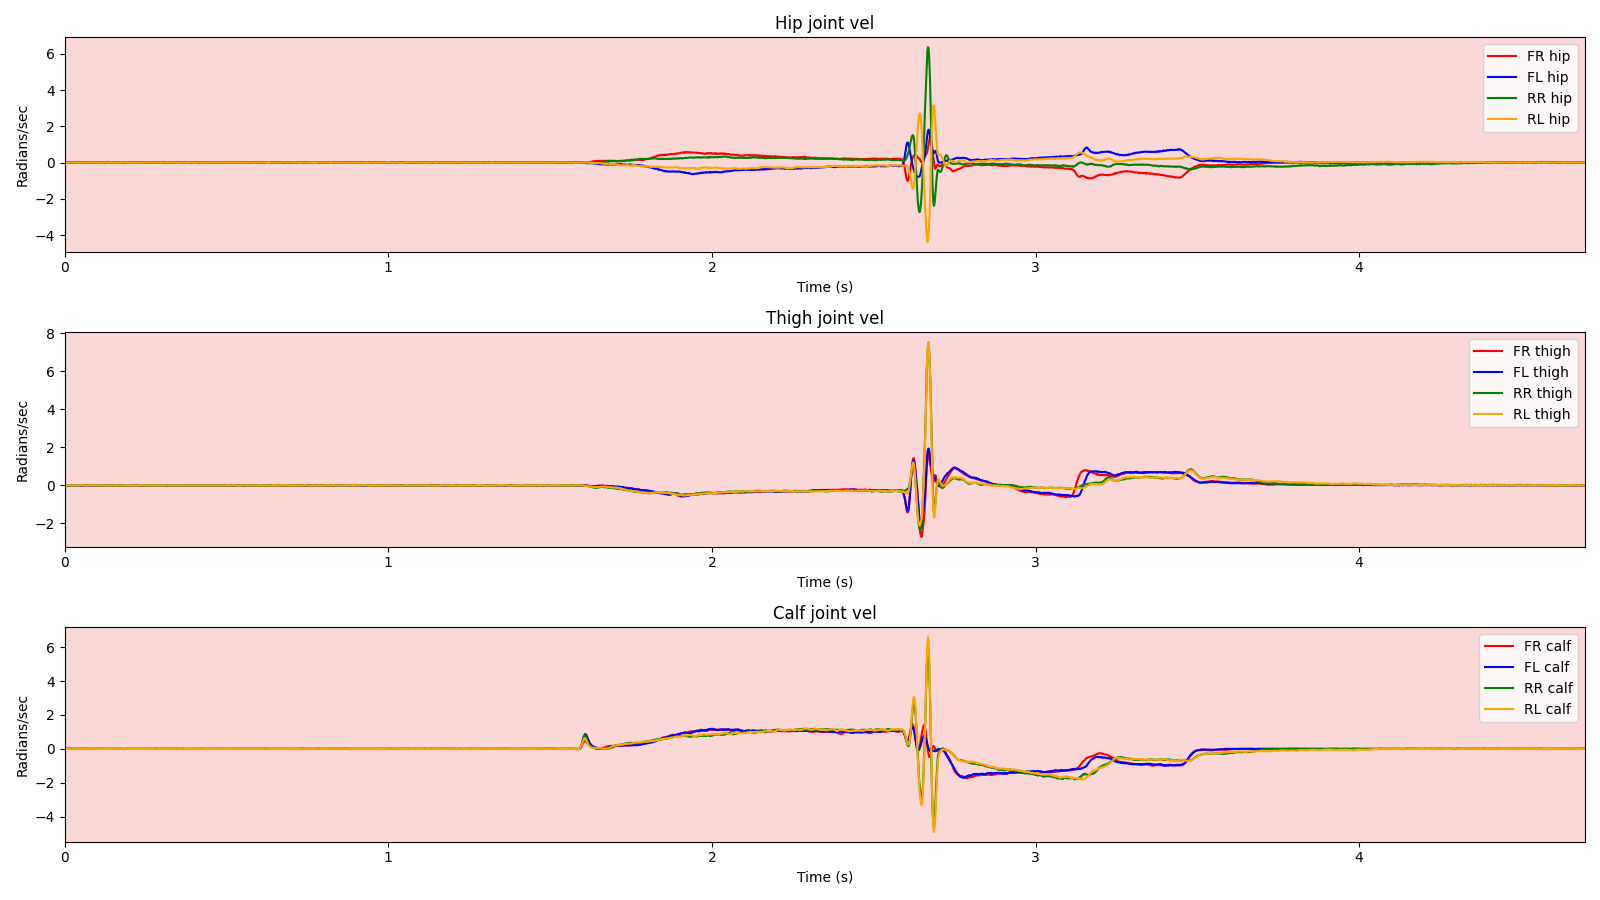 Hip joint vel
6
4
2
0
−2
−4
Radians/sec
FR hip
FL hip
RR hip
RL hip
0 1 2 3 4
Time (s)
Thigh joint vel
8
6
4
2
0
−2
Radians/sec
FR thigh
FL thigh
RR thigh
RL thigh
0 1 2 3 4
Time (s)
Calf joint vel
6
4
2
0
−2
−4
Radians/sec
FR calf
FL calf
RR calf
RL calf
0 1 2 3 4
Time (s)